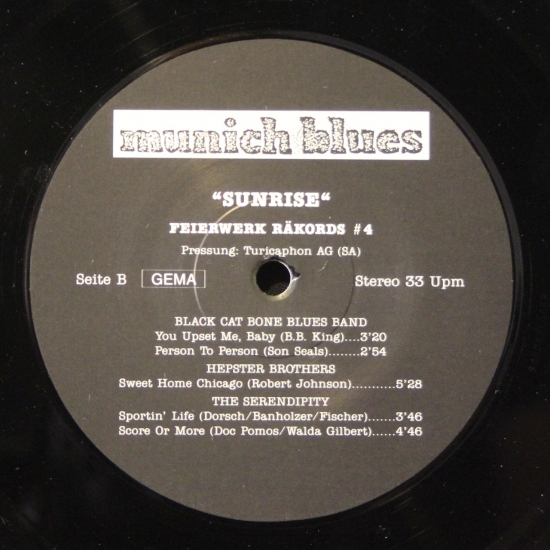 munich blues
"SUNRISE"
FEIERWERK RÄKORDS #4
Pressung: Turicaphon AG (SA)
Seite B GEMA Stereo 33 Upm
BLACK CAT BONE BLUES BAND
You Upset Me, Baby (B.B. King)....3'20
Person To Person (Son Seals)........2'54
HEPSTER BROTHERS
Sweet Home Chicago (Robert Johnson)...........5'28
THE SERENDIPITY
Sportin' Life (Dorsch/Banholzer/Fischer)......3'46
Score Or More (Doc Pomos/Walda Gilbert)......4'46